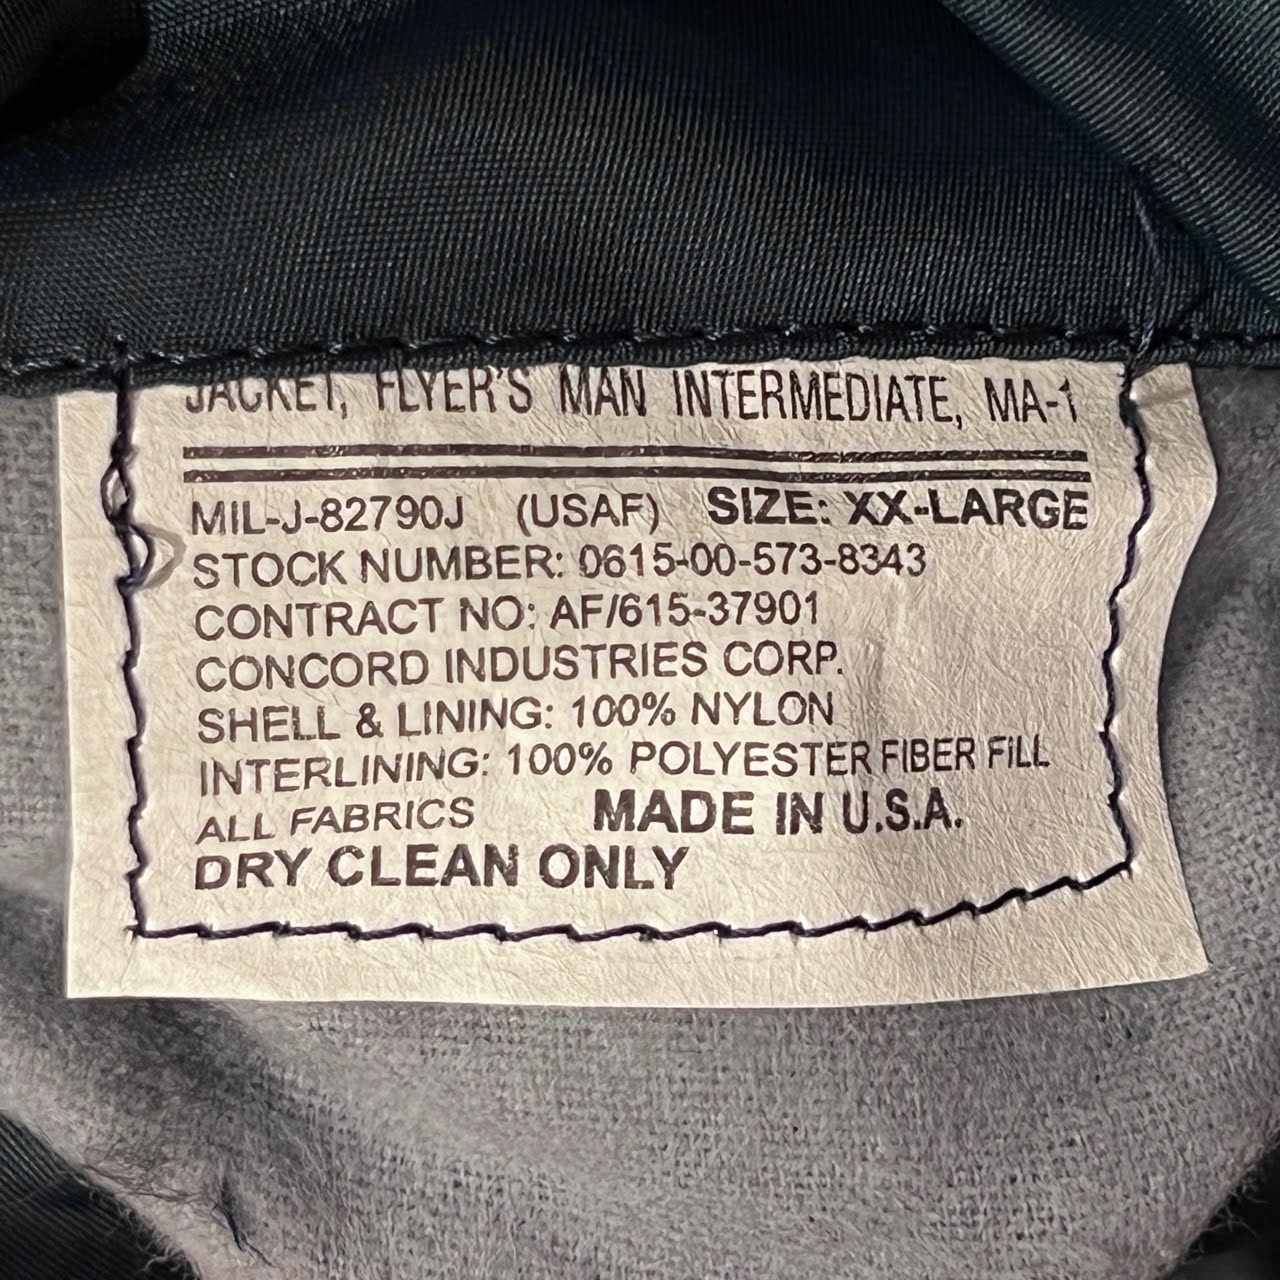 JACKET, FLYER'S MAN INTERMEDIATE, MA-1
MIL-J-82790J (USAF) SIZE: XX-LARGE
STOCK NUMBER: 0615-00-573-8343
CONTRACT NO: AF/615-37901
CONCORD INDUSTRIES CORP.
SHELL & LINING: 100% NYLON
INTERLINING: 100% POLYESTER FIBER FILL
ALL FABRICS MADE IN U.S.A.
DRY CLEAN ONLY